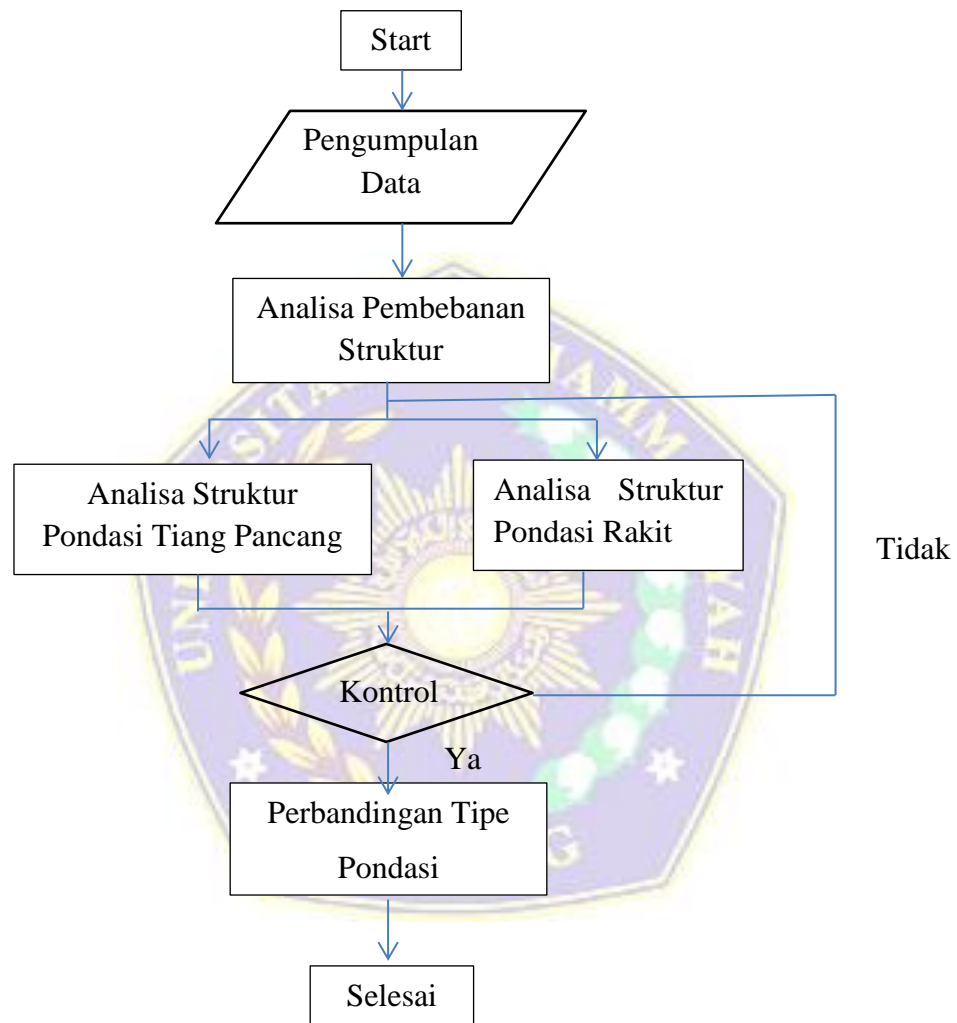 Start
Pengumpulan
Data
Analisa Pembebanan
Struktur
Analisa Struktur
Pondasi Tiang Pancang
Analisa Struktur
Pondasi Rakit
Tidak
Kontrol
Ya
Perbandingan Tipe
Pondasi
Selesai